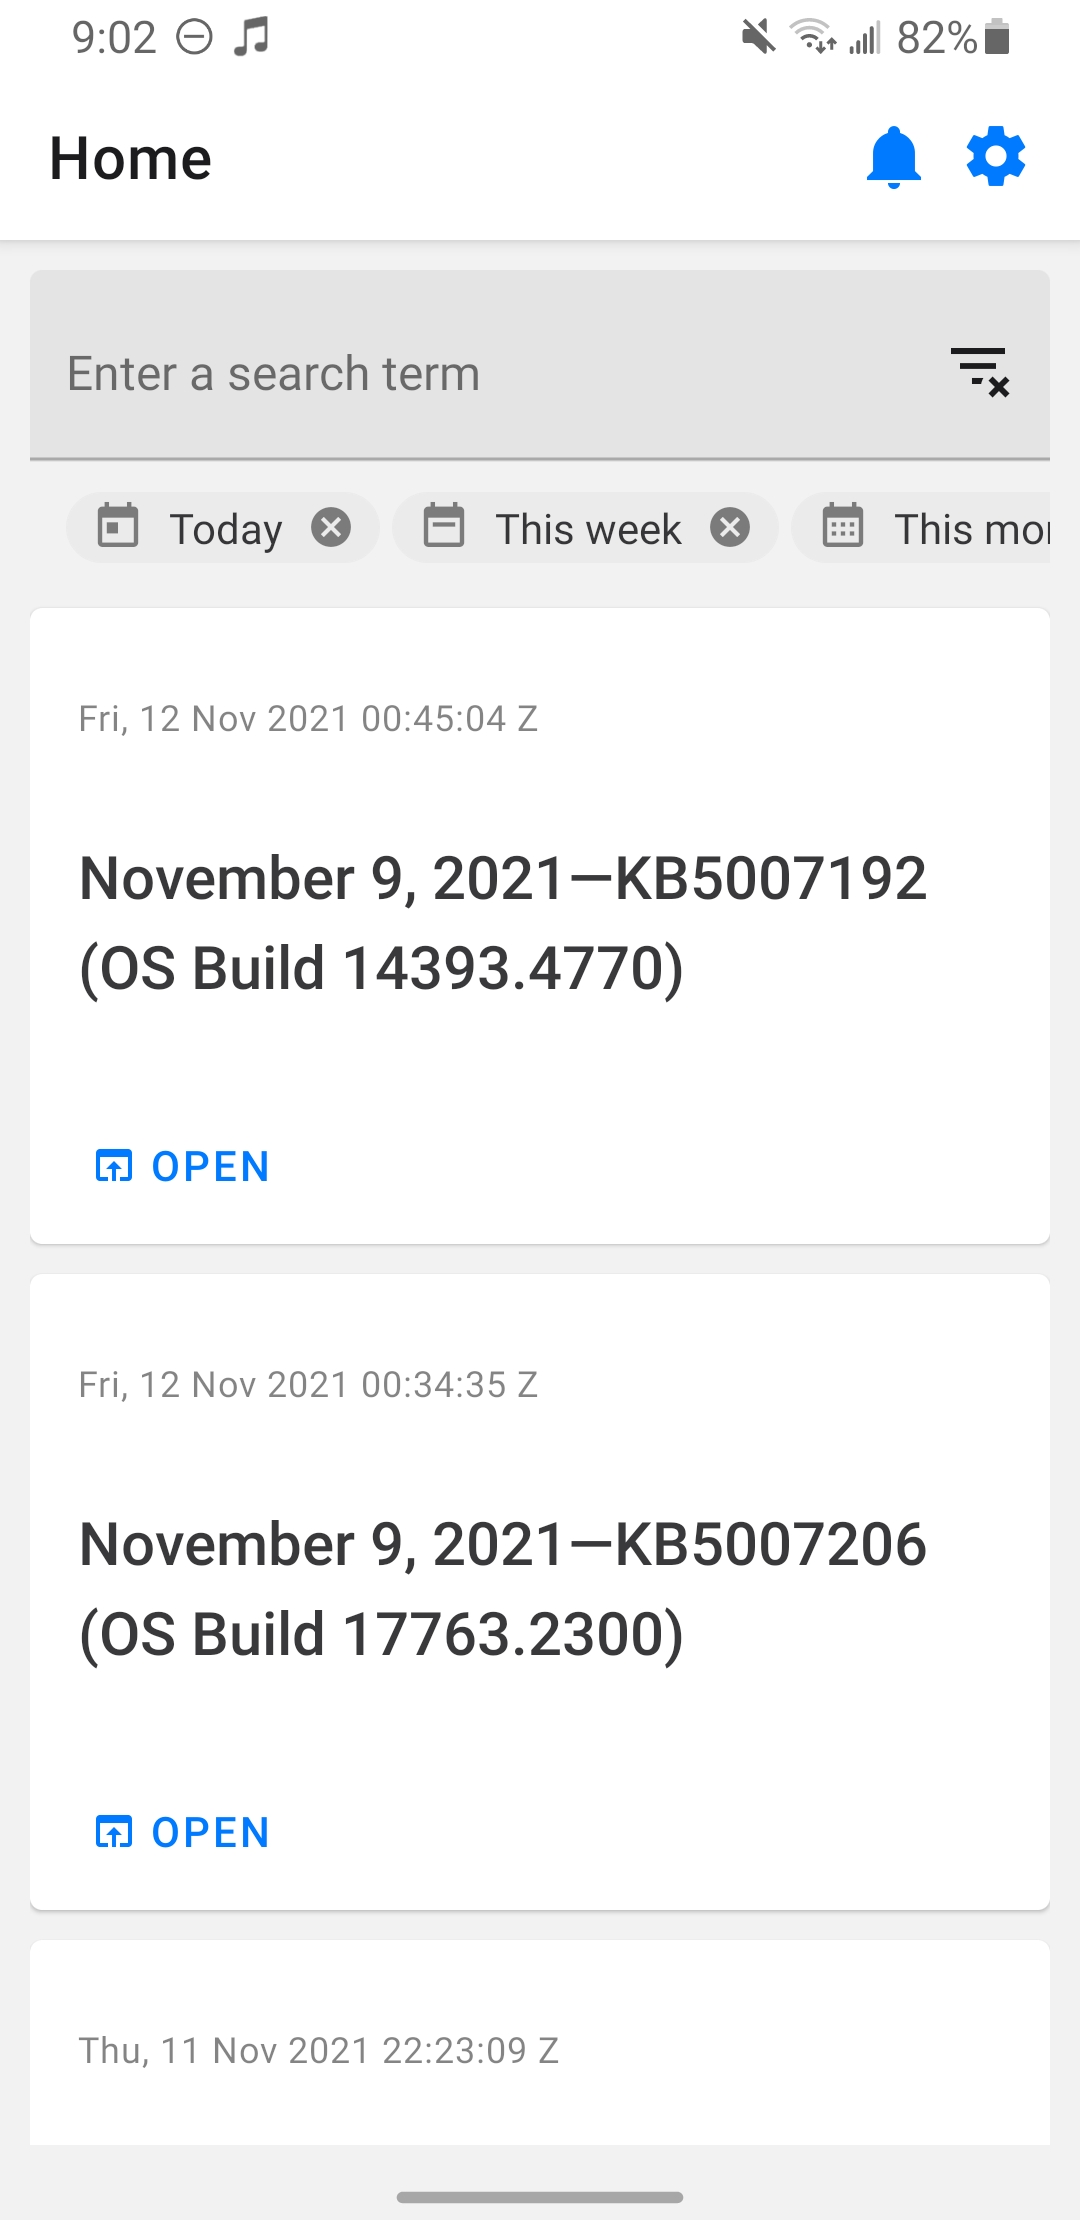 9:02
82%
Home
Enter a search term
Today
This week
This mo
Fri, 12 Nov 2021 00:45:04 Z
November 9, 2021—KB5007192
(OS Build 14393.4770)
OPEN
Fri, 12 Nov 2021 00:34:35 Z
November 9, 2021—KB5007206
(OS Build 17763.2300)
OPEN
Thu, 11 Nov 2021 22:23:09 Z